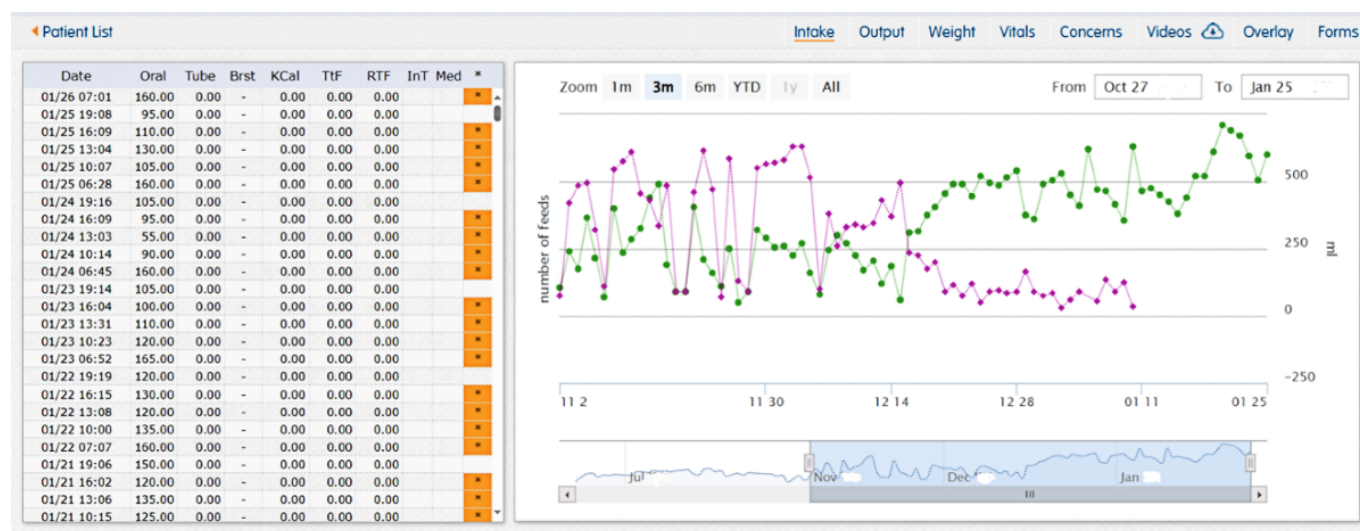 Patient List
Intake Output Weight Vitals Concerns Videos Overlay Forms
Date Oral Tube Brst KCal TtF RTF InT Med *
01/26 07:01 160.00 0.00 - 0.00 0.00 0.00 *
01/25 19:08 95.00 0.00 - 0.00 0.00 0.00
01/25 16:09 110.00 0.00 - 0.00 0.00 0.00 *
01/25 13:04 130.00 0.00 - 0.00 0.00 0.00 *
01/25 10:07 105.00 0.00 - 0.00 0.00 0.00 *
01/25 06:28 160.00 0.00 - 0.00 0.00 0.00 *
01/24 19:16 105.00 0.00 - 0.00 0.00 0.00
01/24 16:09 95.00 0.00 - 0.00 0.00 0.00 *
01/24 13:03 55.00 0.00 - 0.00 0.00 0.00 *
01/24 10:14 90.00 0.00 - 0.00 0.00 0.00 *
01/24 06:45 160.00 0.00 - 0.00 0.00 0.00 *
01/23 19:14 105.00 0.00 - 0.00 0.00 0.00
01/23 16:04 100.00 0.00 - 0.00 0.00 0.00 *
01/23 13:31 110.00 0.00 - 0.00 0.00 0.00 *
01/23 10:23 120.00 0.00 - 0.00 0.00 0.00 *
01/23 06:52 165.00 0.00 - 0.00 0.00 0.00 *
01/22 19:19 120.00 0.00 - 0.00 0.00 0.00
01/22 16:15 130.00 0.00 - 0.00 0.00 0.00 *
01/22 13:08 120.00 0.00 - 0.00 0.00 0.00 *
01/22 10:00 135.00 0.00 - 0.00 0.00 0.00 *
01/22 07:07 160.00 0.00 - 0.00 0.00 0.00 *
01/21 19:06 150.00 0.00 - 0.00 0.00 0.00
01/21 16:02 120.00 0.00 - 0.00 0.00 0.00 *
01/21 13:06 135.00 0.00 - 0.00 0.00 0.00 *
01/21 10:15 125.00 0.00 - 0.00 0.00 0.00 *
Zoom 1m 3m 6m YTD 1y All
From Oct 27 To Jan 25
number of feeds
500
250
0
-250
ml
11 2 11 30 12 14 12 28 01 11 01 25
Jul Nov Dec Jan